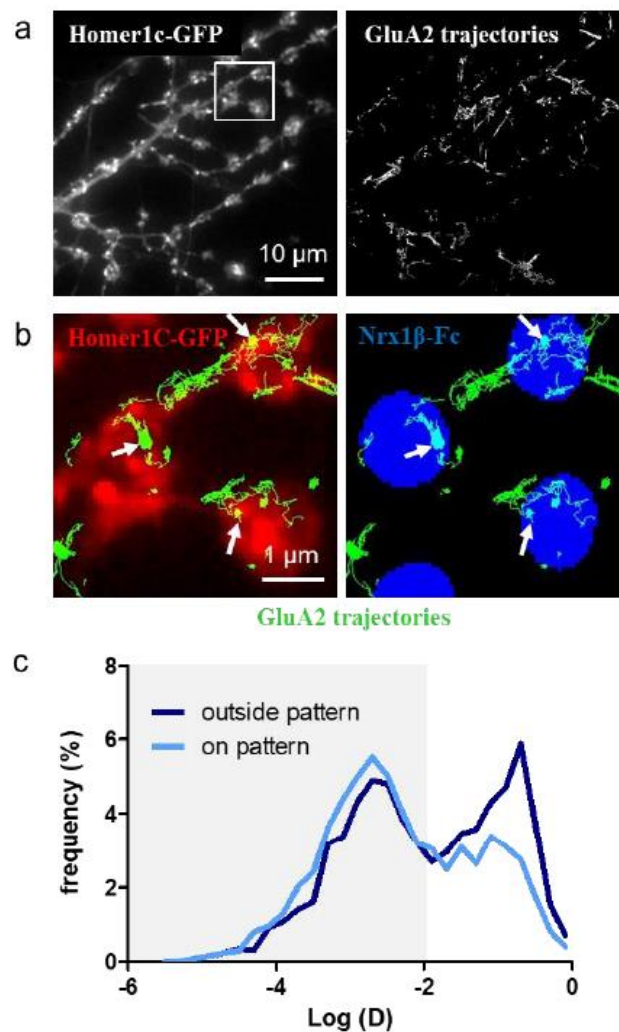 a
Homer1c-GFP
GluA2 trajectories
10 µm
b
Homer1C-GFP
Nrx1β-Fc
1 µm
GluA2 trajectories
c
8
6
4
2
0
frequency (%)
outside pattern
on pattern
-6
-4
-2
0
Log (D)